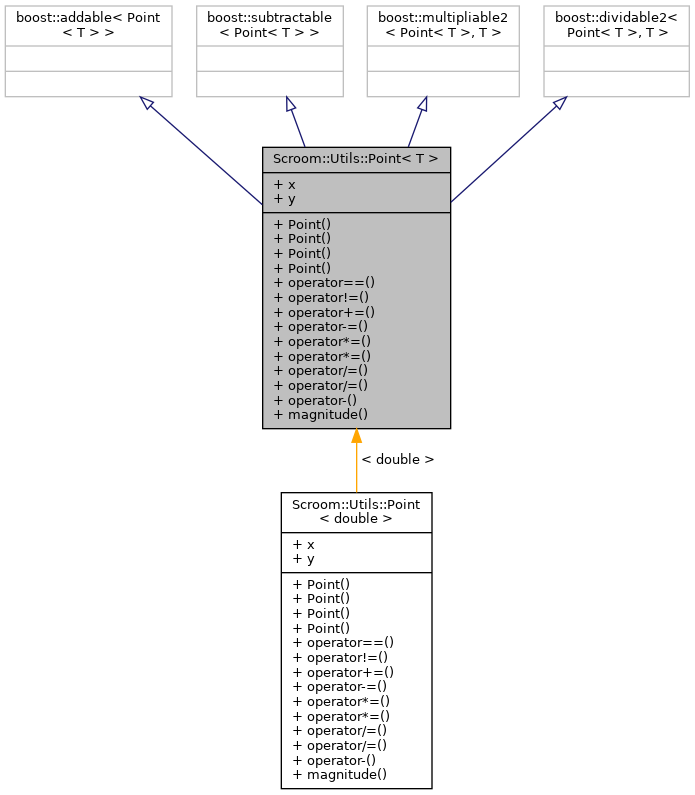 boost::addable< Point
< T > >
boost::subtractable
< Point< T > >
boost::multipliable2
< Point< T >, T >
boost::dividable2<
Point< T >, T >
Scroom::Utils::Point< T >
+ x
+ y
+ Point()
+ Point()
+ Point()
+ Point()
+ operator==()
+ operator!=()
+ operator+=()
+ operator-=()
+ operator*=()
+ operator*=()
+ operator/=()
+ operator/=()
+ operator-()
+ magnitude()
< double >
Scroom::Utils::Point
< double >
+ x
+ y
+ Point()
+ Point()
+ Point()
+ Point()
+ operator==()
+ operator!=()
+ operator+=()
+ operator-=()
+ operator*=()
+ operator*=()
+ operator/=()
+ operator/=()
+ operator-()
+ magnitude()